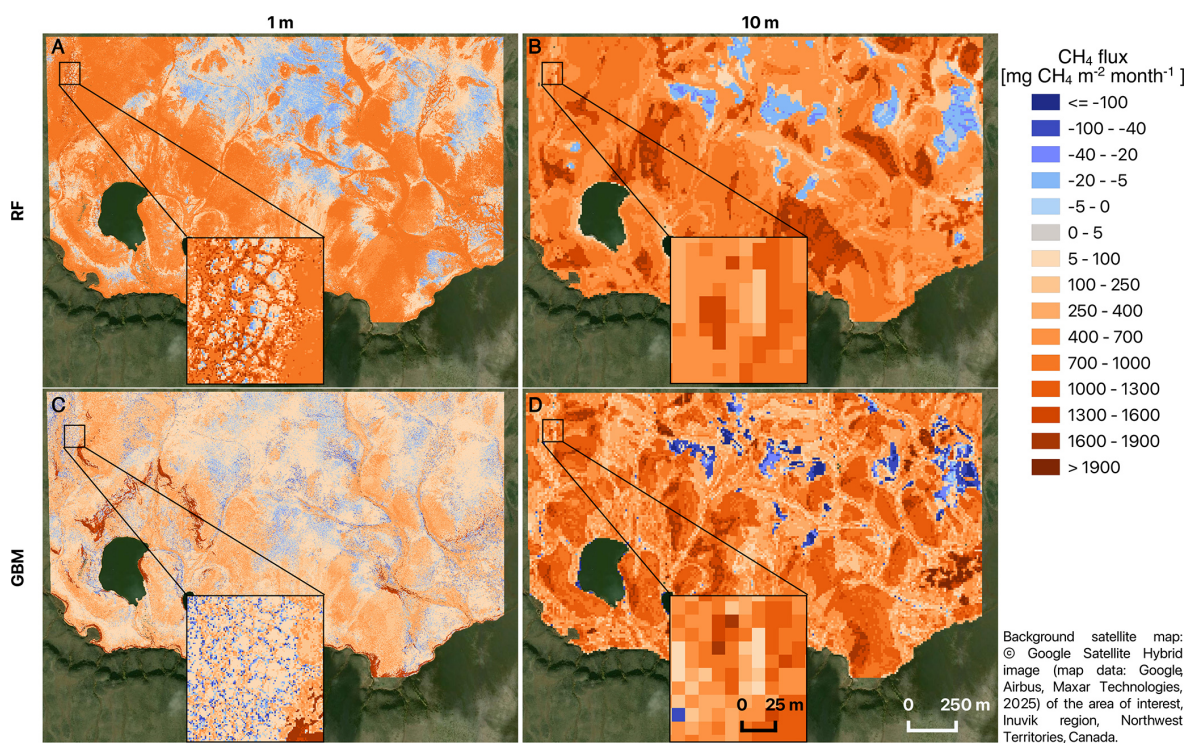 1 m
10 m
A
B
RF
C
D
GBM
0 25 m
0 250 m
CH₄ flux
[mg CH₄ m⁻² month⁻¹ ]
<= -100
-100 - -40
-40 - -20
-20 - -5
-5 - 0
0 - 5
5 - 100
100 - 250
250 - 400
400 - 700
700 - 1000
1000 - 1300
1300 - 1600
1600 - 1900
> 1900
Background satellite map:
© Google Satellite Hybrid
image (map data: Google,
Airbus, Maxar Technologies,
2025) of the area of interest,
Inuvik region, Northwest
Territories, Canada.